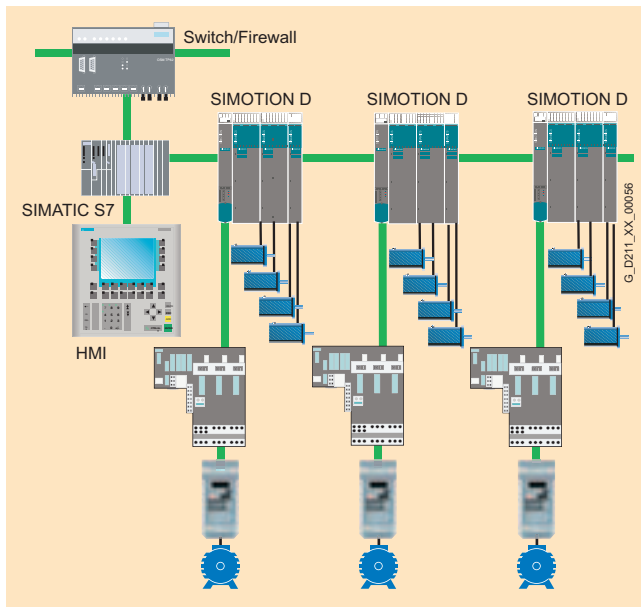 Switch/Firewall
SIMOTION D
SIMOTION D
SIMOTION D
SIMATIC S7
HMI
G_D211_XX_00056